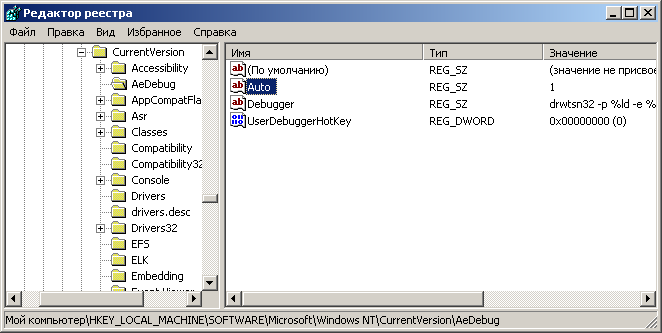 Редактор реестра
Файл Правка Вид Избранное Справка
CurrentVersion
Accessibility
AeDebug
AppCompatFla
Asr
Classes
Compatibility
Compatibility32
Console
Drivers
drivers.desc
Drivers32
EFS
ELK
Embedding
Имя Тип Значение
(По умолчанию) REG_SZ (значение не присвое
Auto REG_SZ 1
Debugger REG_SZ drwtsn32 -p %ld -e %
UserDebuggerHotKey REG_DWORD 0x00000000 (0)
Мой компьютер\HKEY_LOCAL_MACHINE\SOFTWARE\Microsoft\Windows NT\CurrentVersion\AeDebug